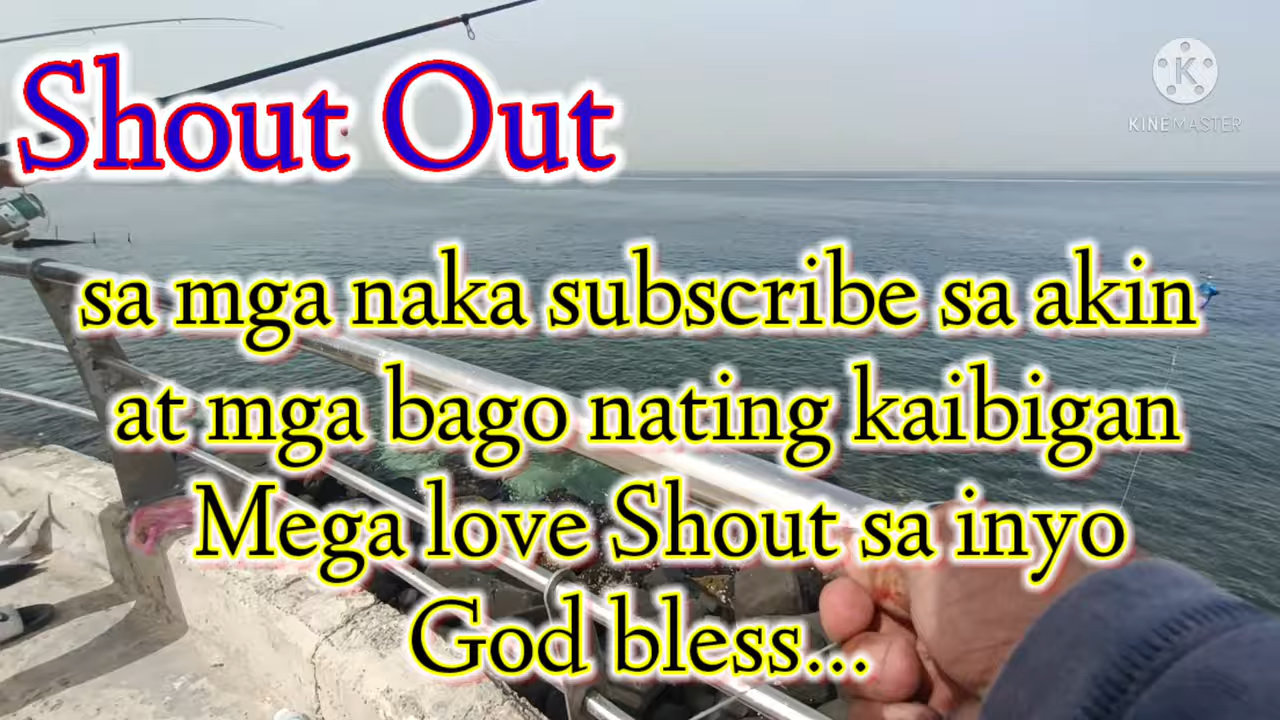 Shout Out
KINEMASTER
sa mga naka subscribe sa akin
at mga bago nating kaibigan
Mega love Shout sa inyo
God bless...